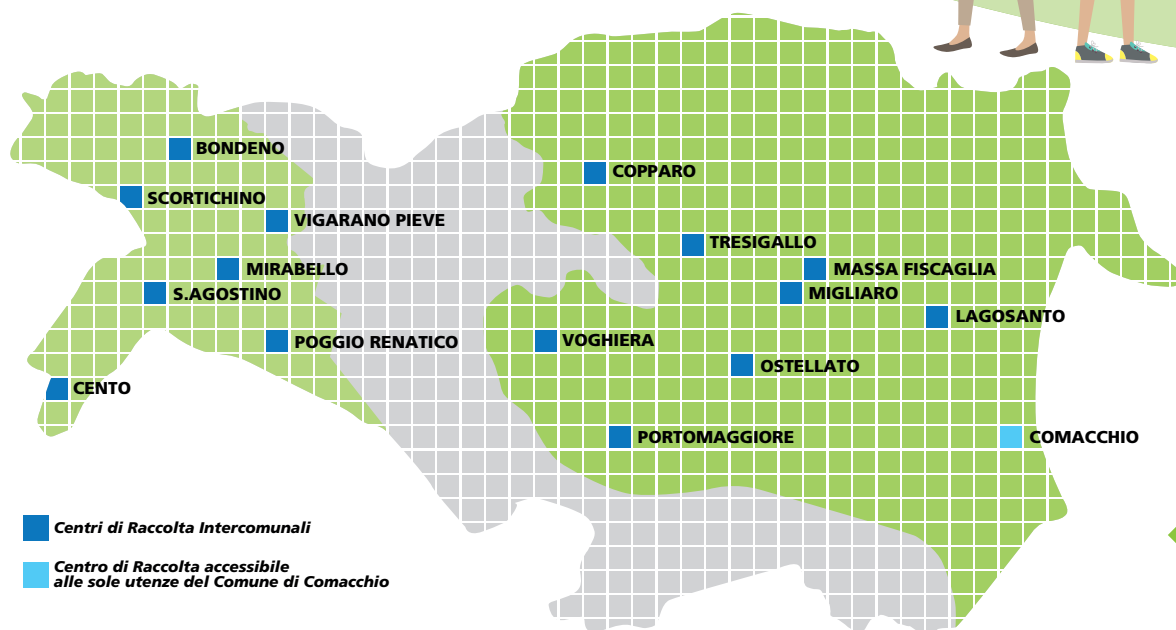 BONDENO
COPPARO
SCORTICHINO
VIGARANO PIEVE
TRESIGALLO
MIRABELLO
MASSA FISCAGLIA
S.AGOSTINO
MIGLIARO
LAGOSANTO
POGGIO RENATICO
VOGHIERA
OSTELLATO
CENTO
PORTOMAGGIORE
COMACCHIO
Centri di Raccolta Intercomunali
Centro di Raccolta accessibile
alle sole utenze del Comune di Comacchio